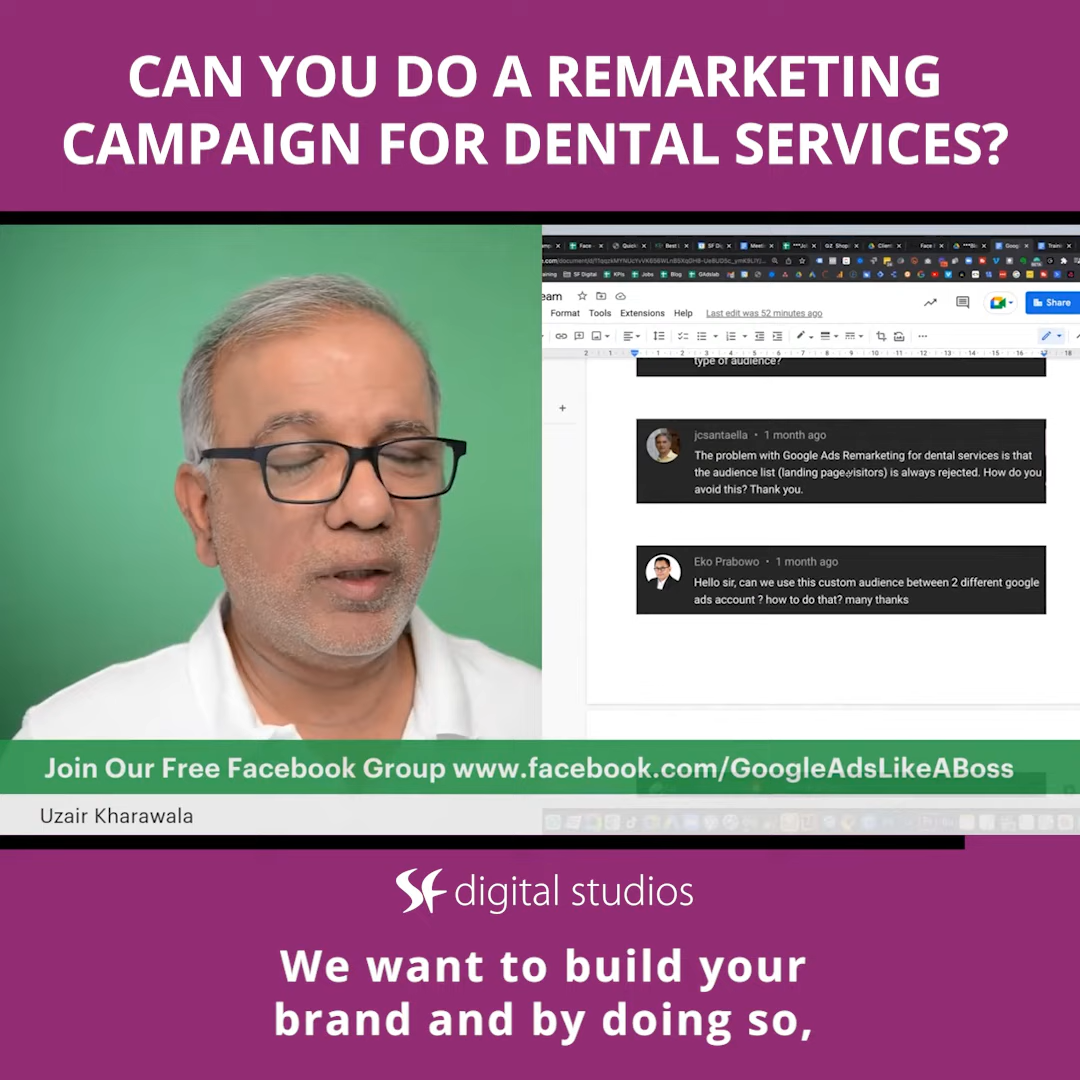 CAN YOU DO A REMARKETING
CAMPAIGN FOR DENTAL SERVICES?
Share
Format Tools Extensions Help Last edit was 52 minutes ago
type of audience?
jcsantaella • 1 month ago
The problem with Google Ads Remarketing for dental services is that
the audience list (landing page visitors) is always rejected. How do you
avoid this? Thank you.
Eko Prabowo • 1 month ago
Hello sir, can we use this custom audience between 2 different google
ads account ? how to do that? many thanks
Join Our Free Facebook Group www.facebook.com/GoogleAdsLikeABoss
Uzair Kharawala
SF digital studios
We want to build your
brand and by doing so,